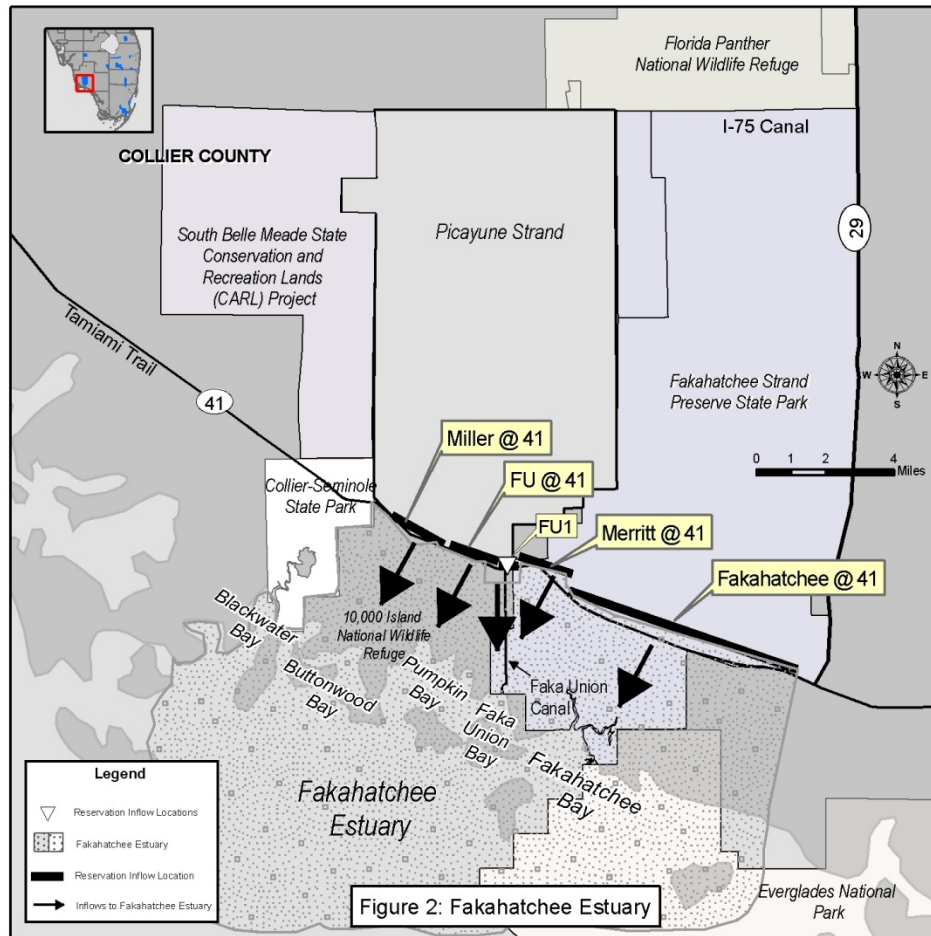 Florida Panther
National Wildlife Refuge
I-75 Canal
COLLIER COUNTY
29
South Belle Meade State
Conservation and
Recreation Lands
(CARL) Project
Picayune Strand
Tamiami Trail
41
N
W
E
S
Fakahatchee Strand
Preserve State Park
0
1
2
4
Miles
Miller @ 41
FU @ 41
FU1
Merritt @ 41
Fakahatchee @ 41
Collier-Seminole
State Park
10,000 Island
National Wildlife
Refuge
Blackwater
Bay
Buttonwood
Bay
Pumpkin
Bay
Faka
Union
Bay
Faka Union
Canal
Fakahatchee
Bay
Fakahatchee
Estuary
Legend
Reservation Inflow Locations
Fakahatchee Estuary
Reservation Inflow Location
Inflows to Fakahatchee Estuary
Figure 2: Fakahatchee Estuary
Everglades National
Park